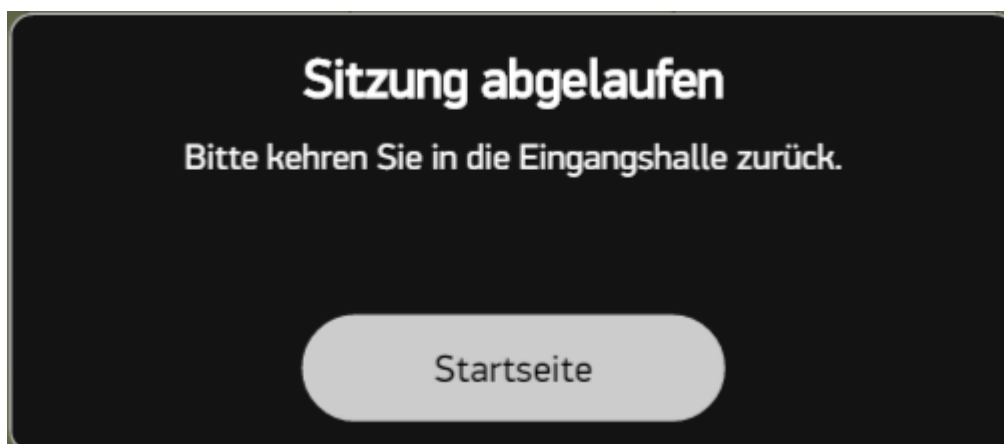 Sitzung abgelaufen
Bitte kehren Sie in die Eingangshalle zurück.
Startseite